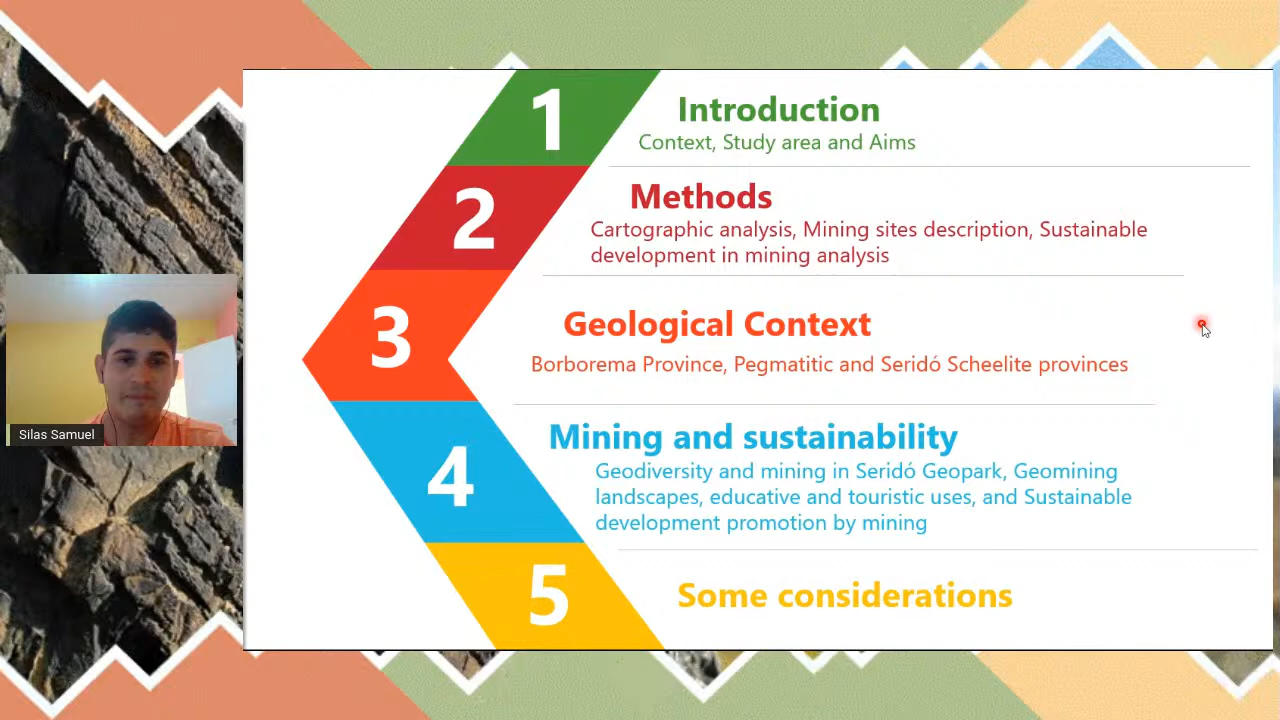 1
Introduction
Context, Study area and Aims
2
Methods
Cartographic analysis, Mining sites description, Sustainable
development in mining analysis
3
Geological Context
Borborema Province, Pegmatitic and Seridó Scheelite provinces
4
Mining and sustainability
Geodiversity and mining in Seridó Geopark, Geomining
landscapes, educative and touristic uses, and Sustainable
development promotion by mining
5
Some considerations
Silas Samuel